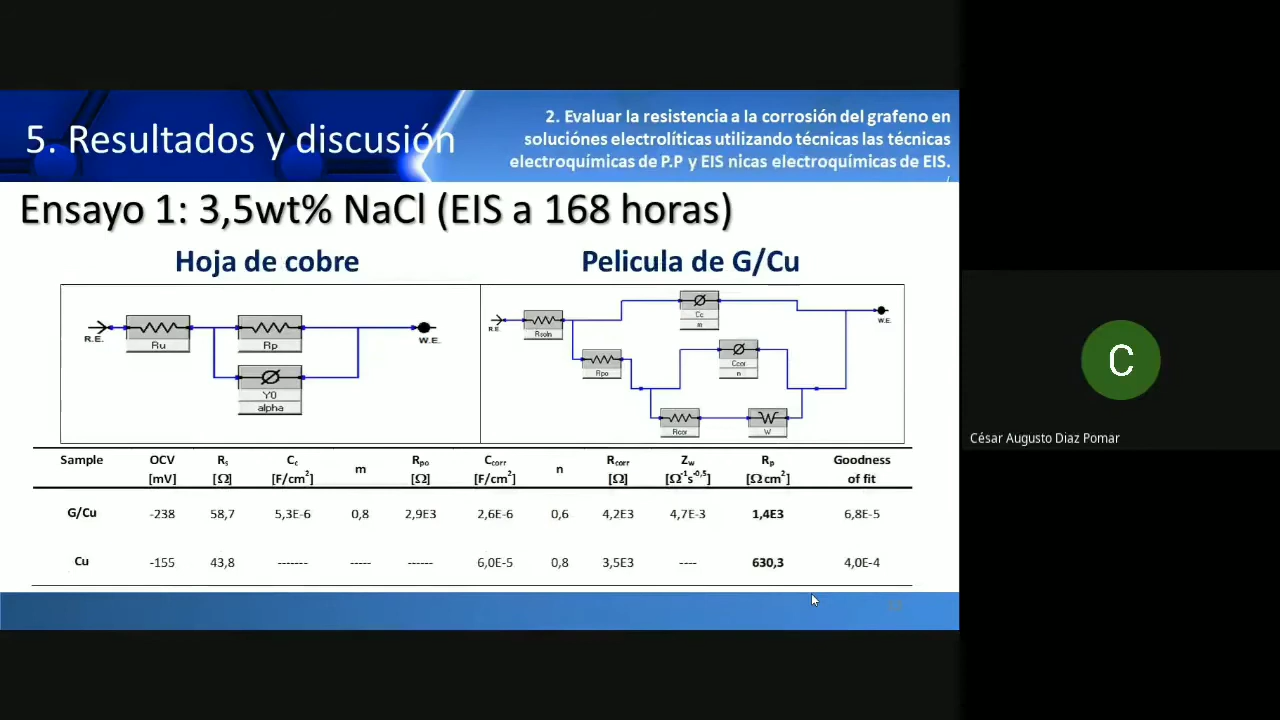 5. Resultados y discusión
2. Evaluar la resistencia a la corrosión del grafeno en
soluciónes electrolíticas utilizando técnicas las técnicas
electroquímicas de P.P y EIS nicas electroquímicas de EIS.
Ensayo 1: 3,5wt% NaCl (EIS a 168 horas)
Hoja de cobre
Pelicula de G/Cu
R.E.
Ru
Rp
Y0
alpha
W.E.
R.E.
Rsoln
Cc
m
Rpo
Ccor
n
Rcor
W
W.E.
Sample OCV [mV] Rs [Ω] Cc [F/cm²] m Rpo [Ω] Ccorr [F/cm²] n Rcorr [Ω] Zw [Ω⁻¹s⁻⁰·⁵] Rp [Ω cm²] Goodness of fit
G/Cu -238 58,7 5,3E-6 0,8 2,9E3 2,6E-6 0,6 4,2E3 4,7E-3 1,4E3 6,8E-5
Cu -155 43,8 ------- ----- ------ 6,0E-5 0,8 3,5E3 ---- 630,3 4,0E-4
C
César Augusto Diaz Pomar